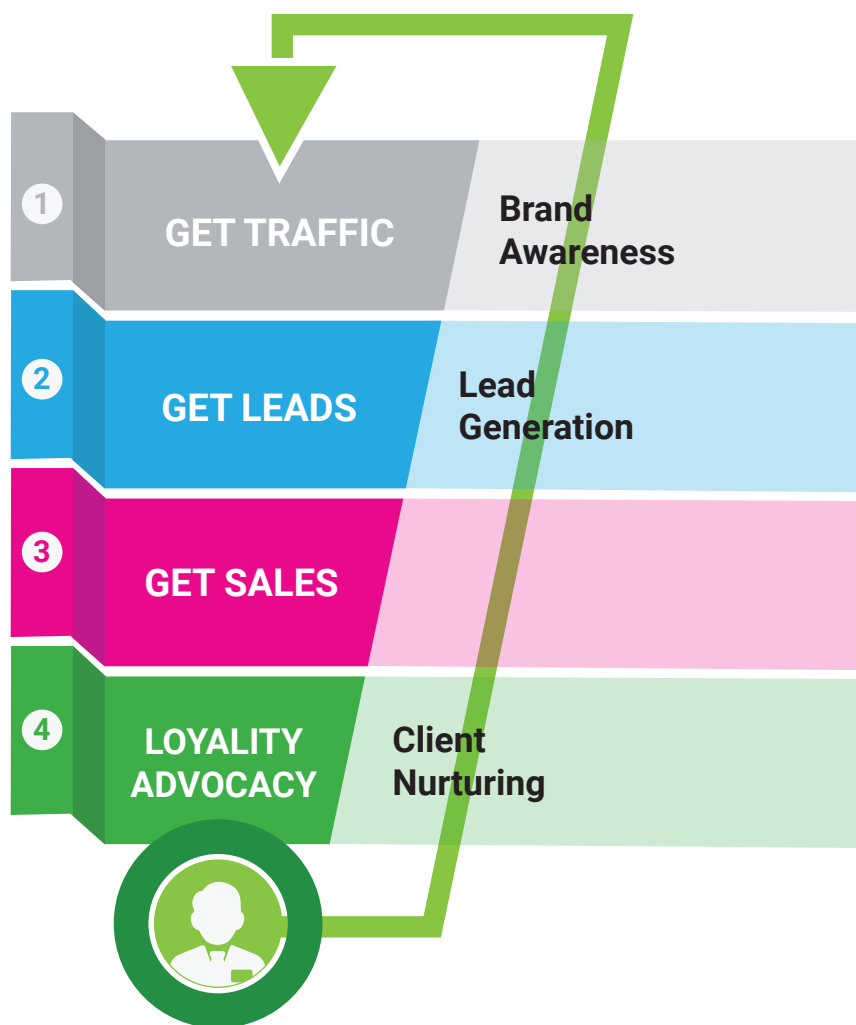 1
GET TRAFFIC
Brand
Awareness
2
GET LEADS
Lead
Generation
3
GET SALES
4
LOYALITY
ADVOCACY
Client
Nurturing